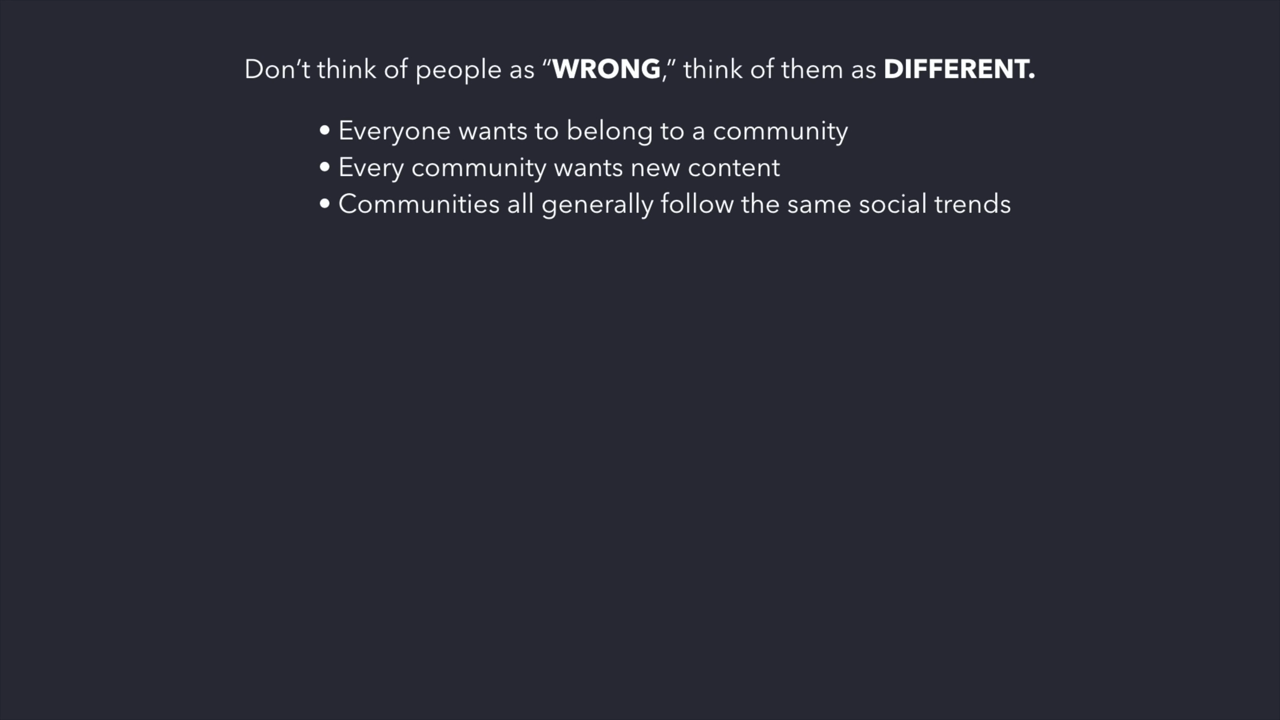 Don’t think of people as “WRONG,” think of them as DIFFERENT.
• Everyone wants to belong to a community
• Every community wants new content
• Communities all generally follow the same social trends